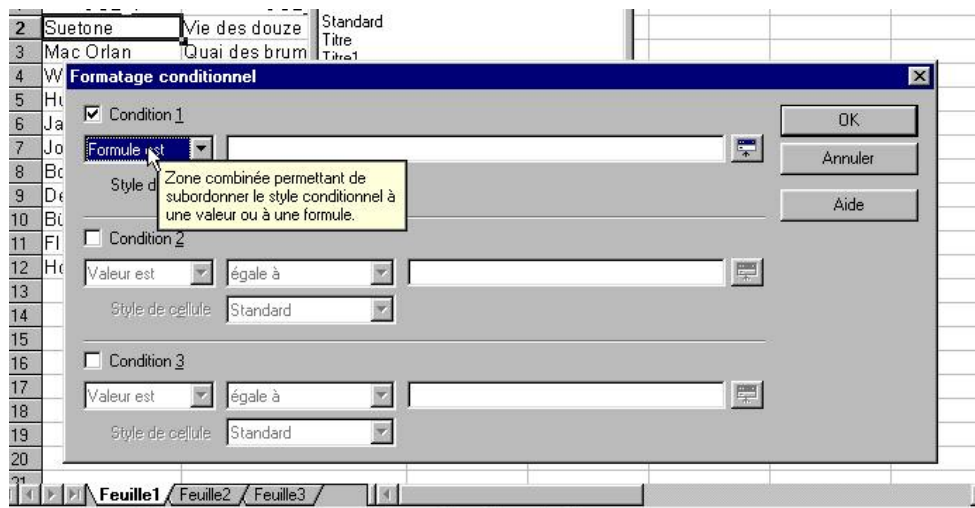 2 Suetone Vie des douze Standard
Titre
3 Mac Orlan Quai des brum Titre1
4 W Formatage conditionnel
5 Hu
Condition 1 OK
6 Ja
7 Jo Formule est
Annuler
8 Bo
Style d
Zone combinée permettant de
subordonner le style conditionnel à
une valeur ou à une formule.
9 De
Aide
10 Bü
11 Fl Condition 2
12 Ho Valeur est égale à
13
14 Style de cellule Standard
15
16 Condition 3
17 Valeur est égale à
18
19 Style de cellule Standard
20
21
Feuille1 Feuille2 Feuille3